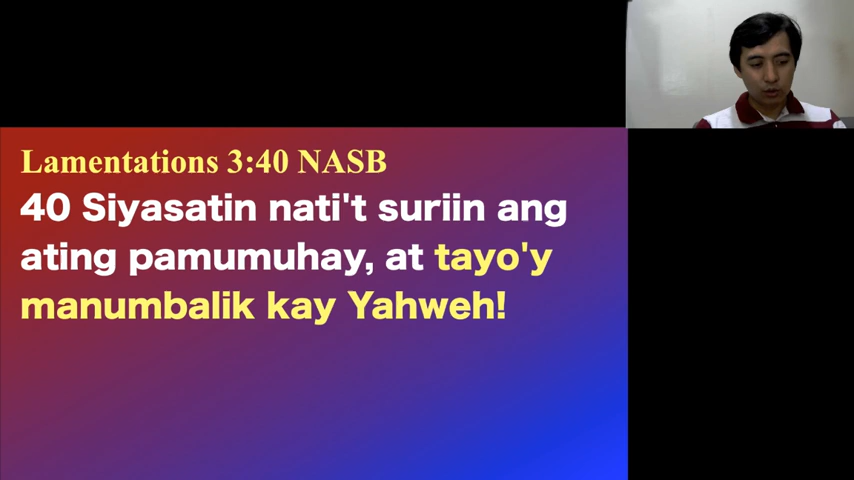 Lamentations 3:40 NASB
40 Siyasatin nati't suriin ang
ating pamumuhay, at tayo'y
manumbalik kay Yahweh!